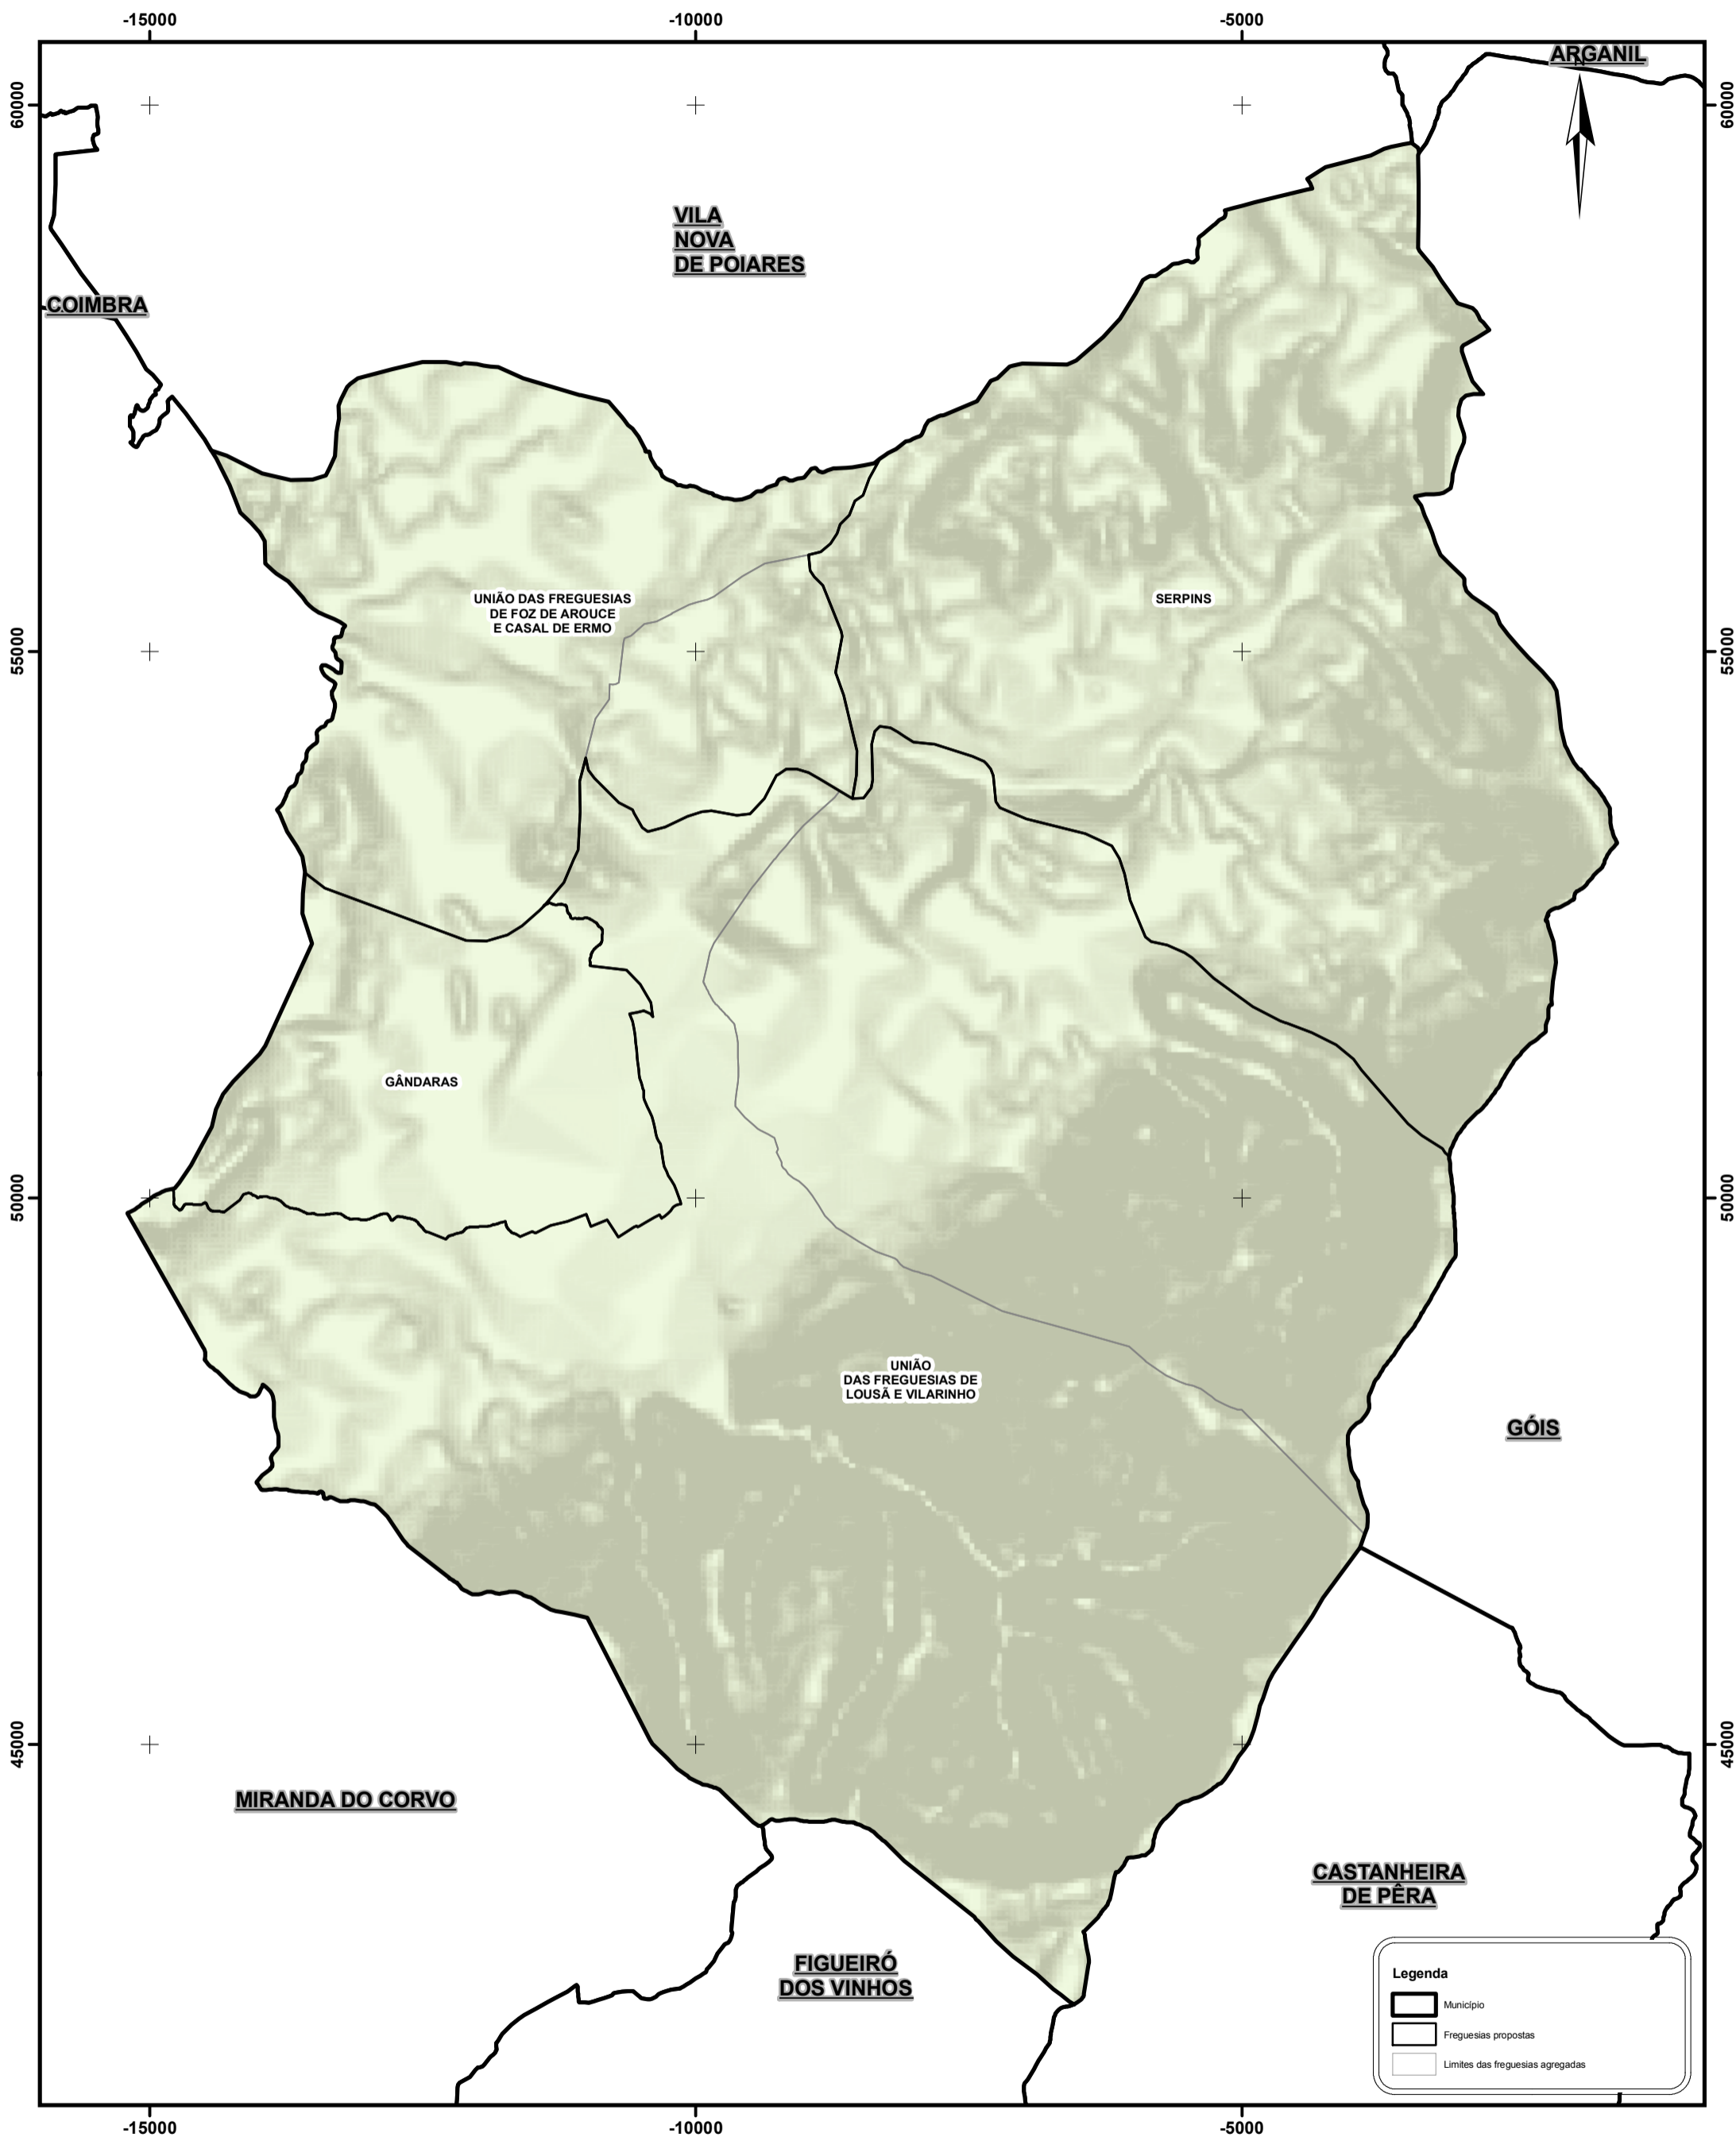 -15000
-10000
-5000
ARGANIL
N
60000
60000
VILA
NOVA
DE POIARES
COIMBRA
UNIÃO DAS FREGUESIAS
DE FOZ DE AROUCE
E CASAL DE ERMO
SERPINS
55000
55000
GÂNDARAS
50000
50000
UNIÃO
DAS FREGUESIAS DE
LOUSÃ E VILARINHO
GÓIS
45000
45000
MIRANDA DO CORVO
CASTANHEIRA
DE PÊRA
FIGUEIRÓ
DOS VINHOS
Legenda
Município
Freguesias propostas
Limites das freguesias agregadas
-15000
-10000
-5000